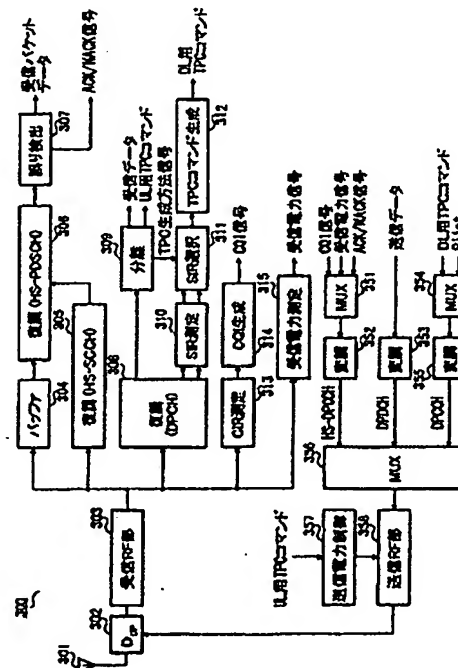 300
301
302
D_UP
303
受信RF部
304
バッファ
305
復調(HS-SCCH)
306
復調(HS-PDSCH)
307
誤り検出
受信パケット
データ
ACK/NACK信号
308
復調
(DPCH)
309
分離
受信データ
UL用TPCコマンド
TPC生成方法信号
310
SIR測定
311
SIR選択
312
TPCコマンド生成
DL用
TPCコマンド
313
CIR測定
314
CQI生成
CQI信号
315
受信電力測定
受信電力信号
CQI信号
受信電力信号
ACK/NACK信号
351
MUX
352
変調
HS-DPCCH
送信データ
353
変調
DPDCH
DL用TPCコマンド
354
MUX
355
変調
DPCCH
356
MUX
UL用TPCコマンド
357
送信電力制御
358
送信RF部